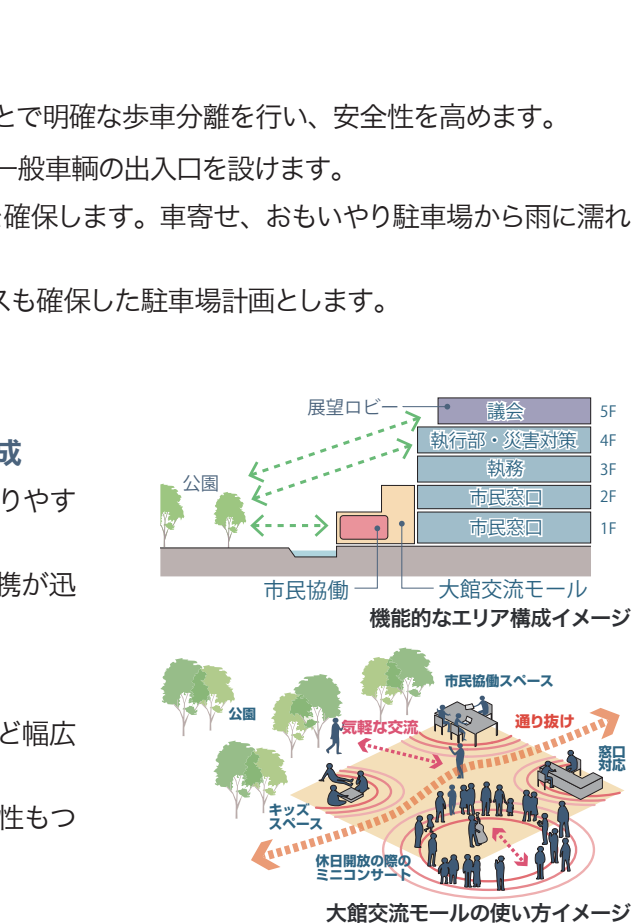 とで明確な歩車分離を行い、安全性を高めます。
一般車輌の出入口を設けます。
を確保します。車寄せ、おもいやり駐車場から雨に濡れ
スも確保した駐車場計画とします。
成
りやす
携が迅
ど幅広
性もつ
展望ロビー
議会 5F
執行部・災害対策 4F
執務 3F
市民窓口 2F
市民窓口 1F
公園
市民協働
大館交流モール
機能的なエリア構成イメージ
市民協働スペース
公園
気軽な交流
通り抜け
窓口
対応
キッズ
スペース
休日開放の際の
ミニコンサート
大館交流モールの使い方イメージ